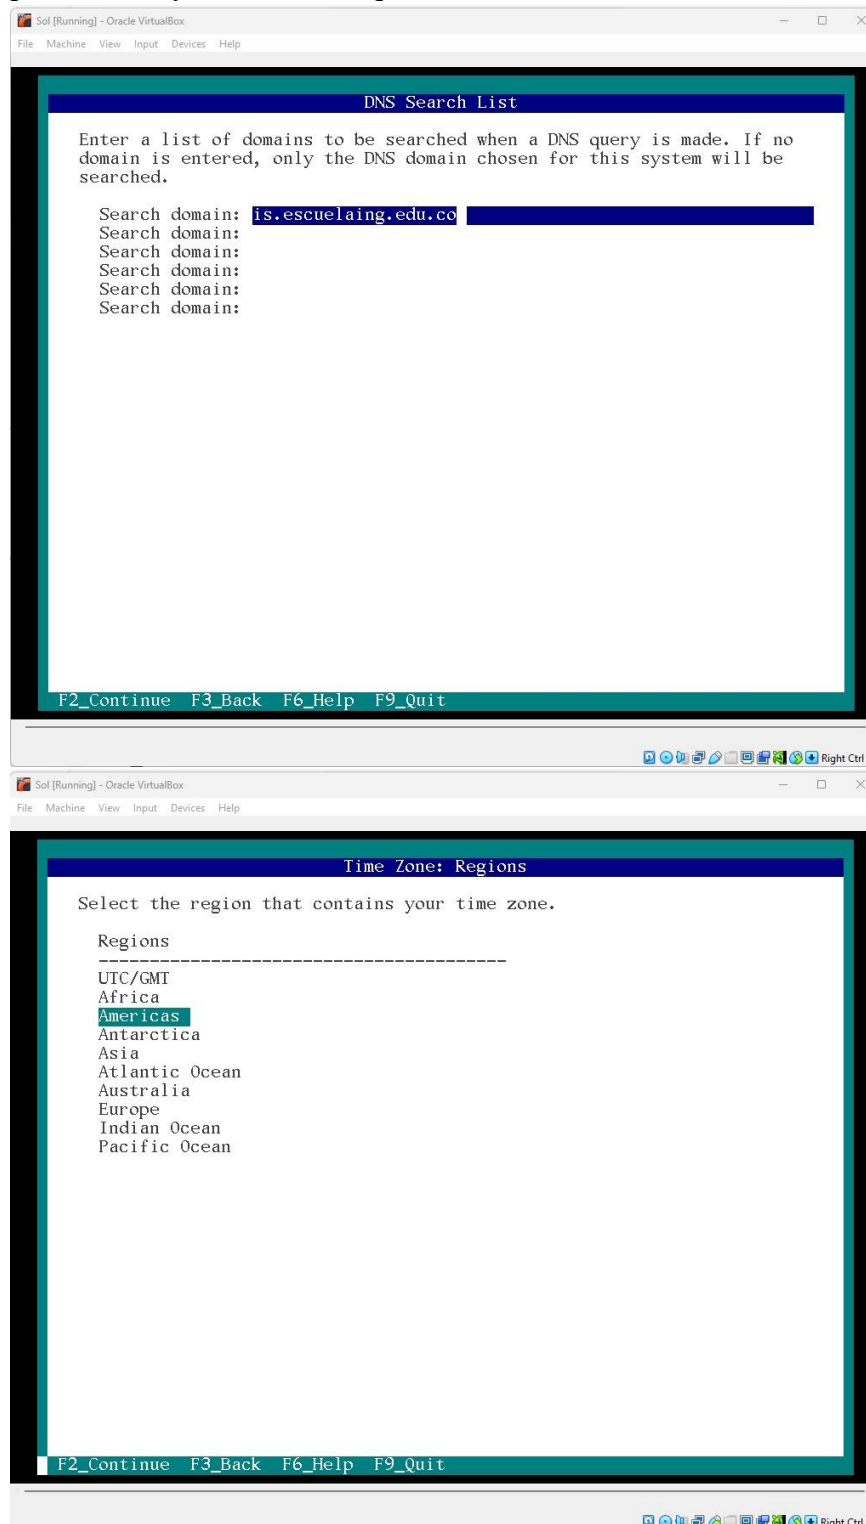 Sol [Running] - Oracle VirtualBox
File Machine View Input Devices Help
DNS Search List
Enter a list of domains to be searched when a DNS query is made. If no
domain is entered, only the DNS domain chosen for this system will be
searched.
Search domain: is.escuelaing.edu.co
Search domain:
Search domain:
Search domain:
Search domain:
Search domain:
F2_Continue F3_Back F6_Help F9_Quit
Right Ctrl
Sol [Running] - Oracle VirtualBox
File Machine View Input Devices Help
Time Zone: Regions
Select the region that contains your time zone.
Regions
----------------------------------------
UTC/GMT
Africa
Americas
Antarctica
Asia
Atlantic Ocean
Australia
Europe
Indian Ocean
Pacific Ocean
F2_Continue F3_Back F6_Help F9_Quit
Right Ctrl